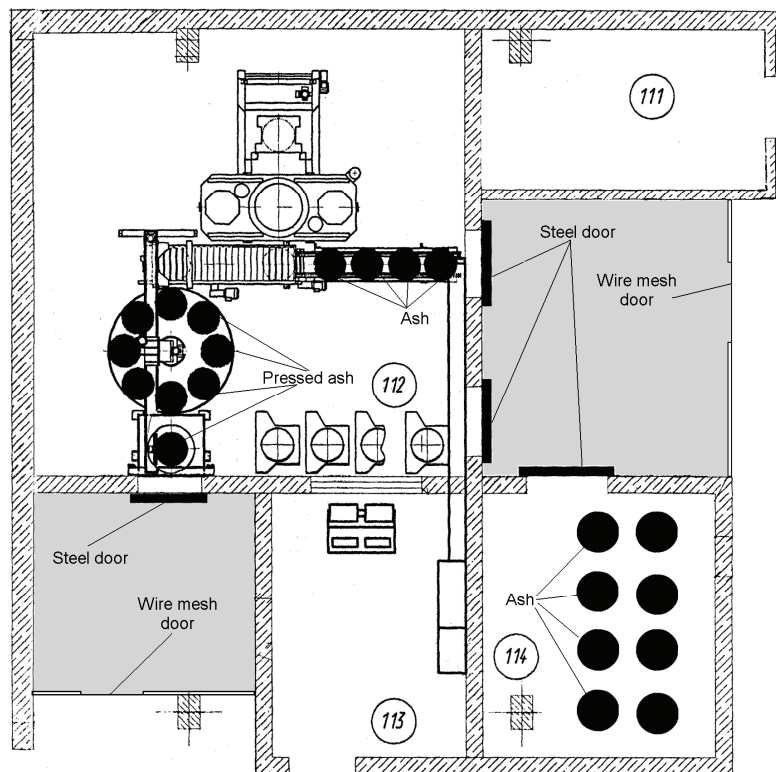 111
Steel door
Wire mesh
door
Ash
Pressed ash
112
Steel door
Wire mesh
door
Ash
114
113